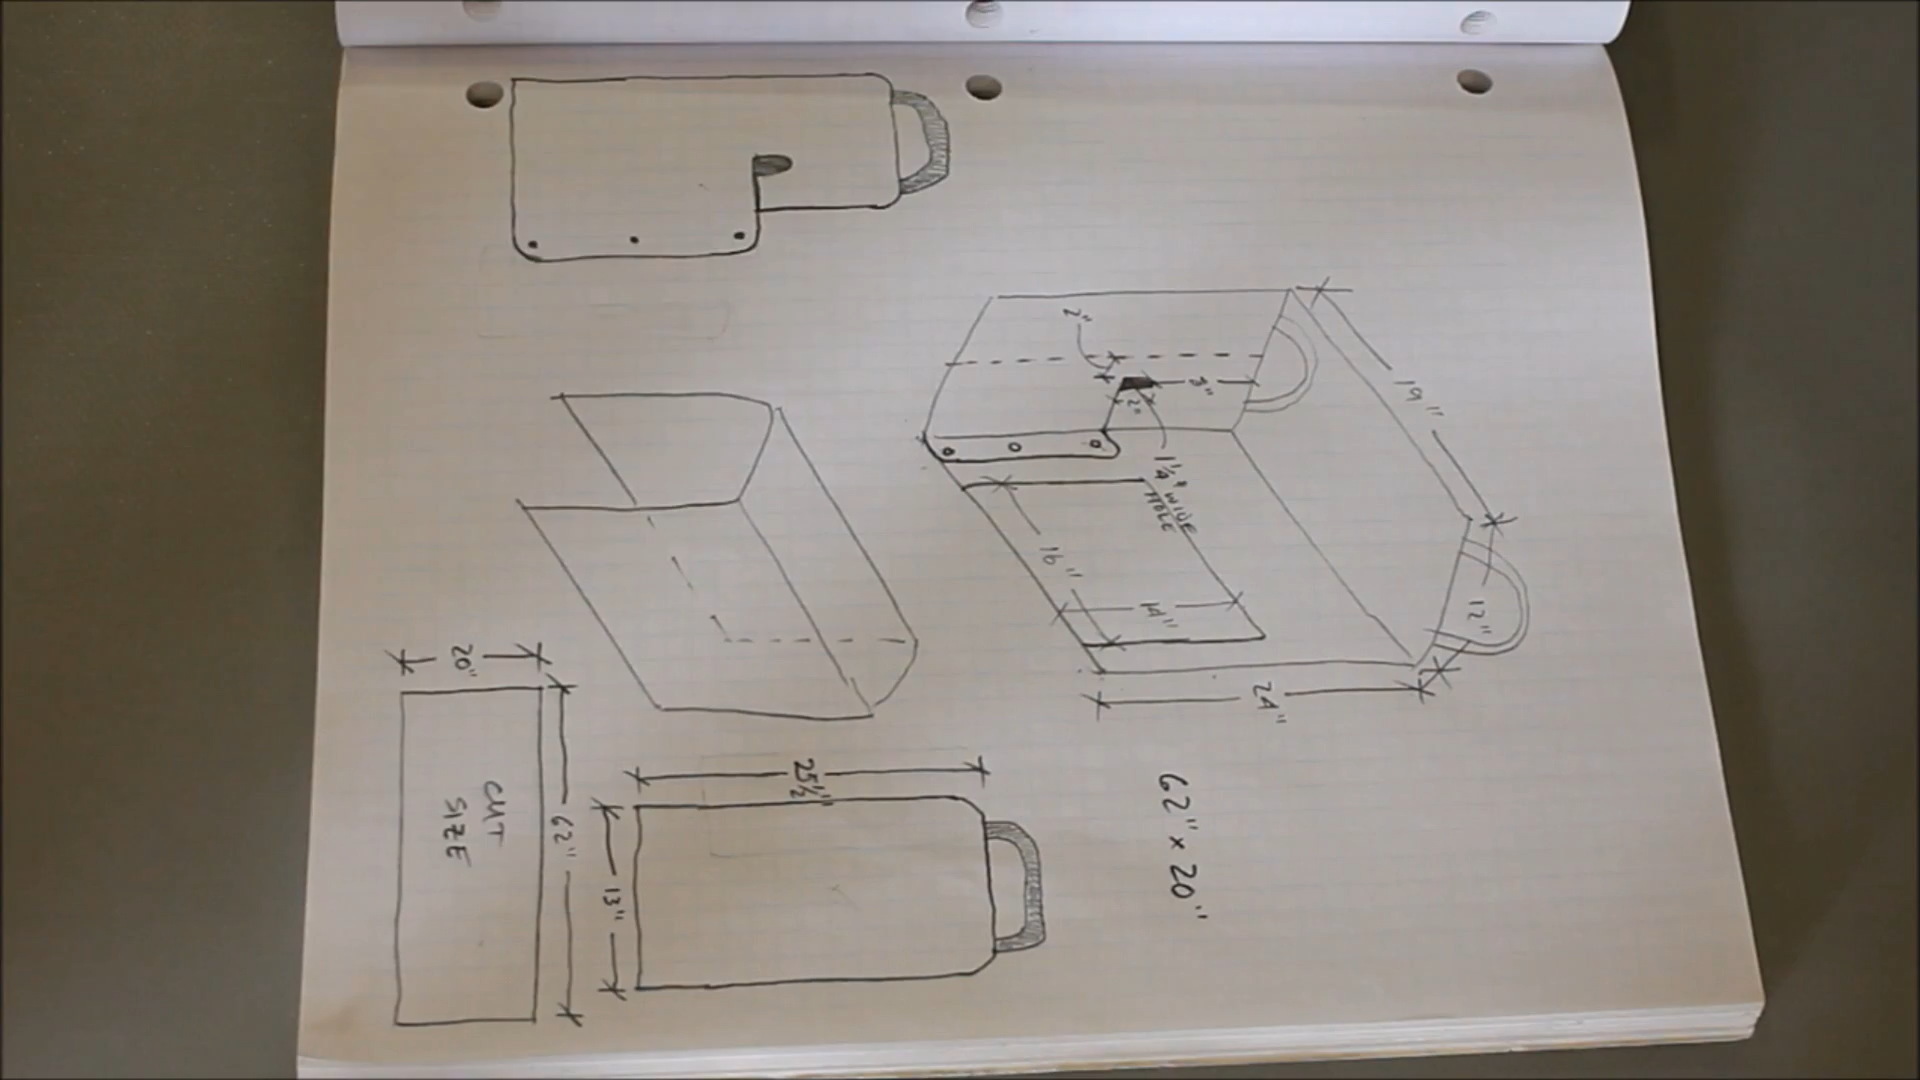 2"
3"
2"
1 1/4" WIDE
HOLE
16"
14"
19"
12"
24"
62" x 20"
25 1/2"
13"
20"
62"
CUT
SIZE